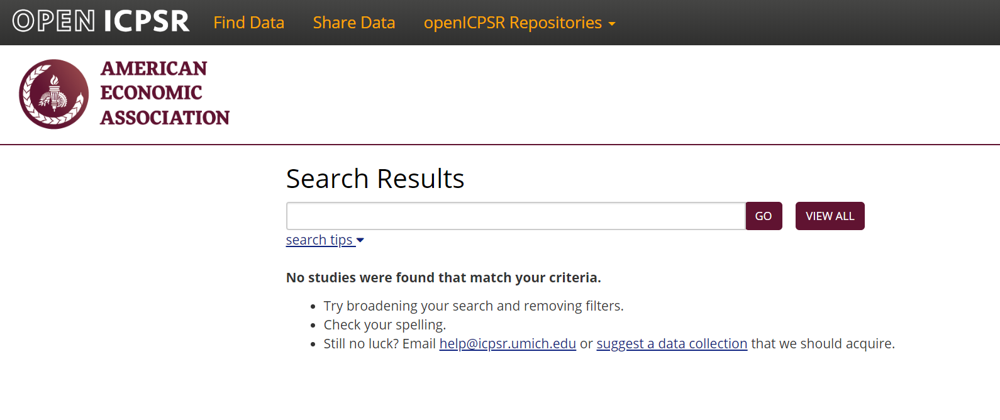 OPEN ICPSR Find Data Share Data openICPSR Repositories
AMERICAN
ECONOMIC
ASSOCIATION
Search Results
GO VIEW ALL
search tips
No studies were found that match your criteria.
Try broadening your search and removing filters.
Check your spelling.
Still no luck? Email help@icpsr.umich.edu or suggest a data collection that we should acquire.